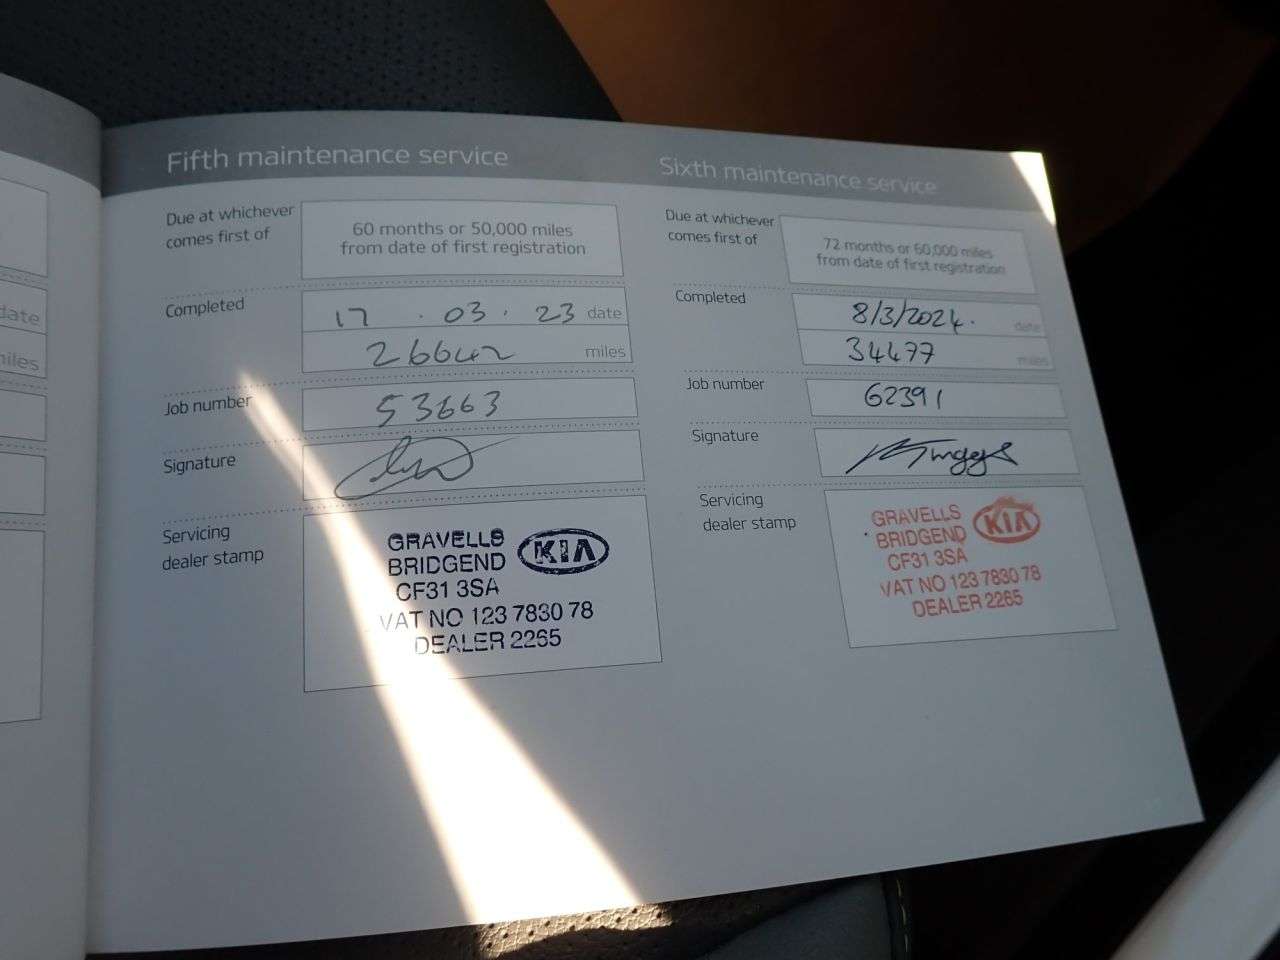 date
miles
Fifth maintenance service
Due at whichever
comes first of
60 months or 50,000 miles
from date of first registration
Completed
17 . 03 . 23 date
26642 miles
Job number
53663
Signature
Servicing
dealer stamp
GRAVELLS
BRIDGEND
CF31 3SA
KIA
VAT NO 123 7830 78
DEALER 2265
Sixth maintenance service
Due at whichever
comes first of
72 months or 60,000 miles
from date of first registration
Completed
8/3/2024. date
34477 miles
Job number
62391
Signature
Servicing
dealer stamp
GRAVELLS
BRIDGEND
CF31 3SA
KIA
VAT NO 123 7830 78
DEALER 2265